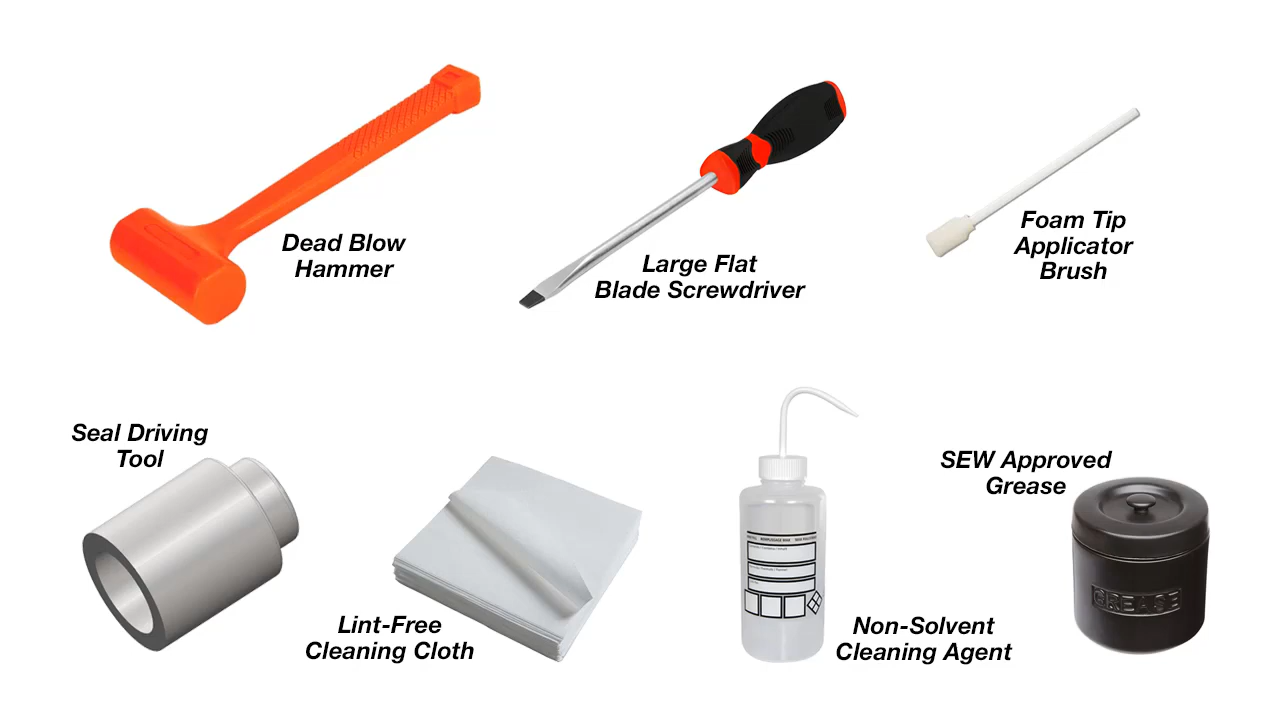 Dead Blow
Hammer
Large Flat
Blade Screwdriver
Foam Tip
Applicator
Brush
Seal Driving
Tool
Lint-Free
Cleaning Cloth
Non-Solvent
Cleaning Agent
SEW Approved
Grease
GREASE